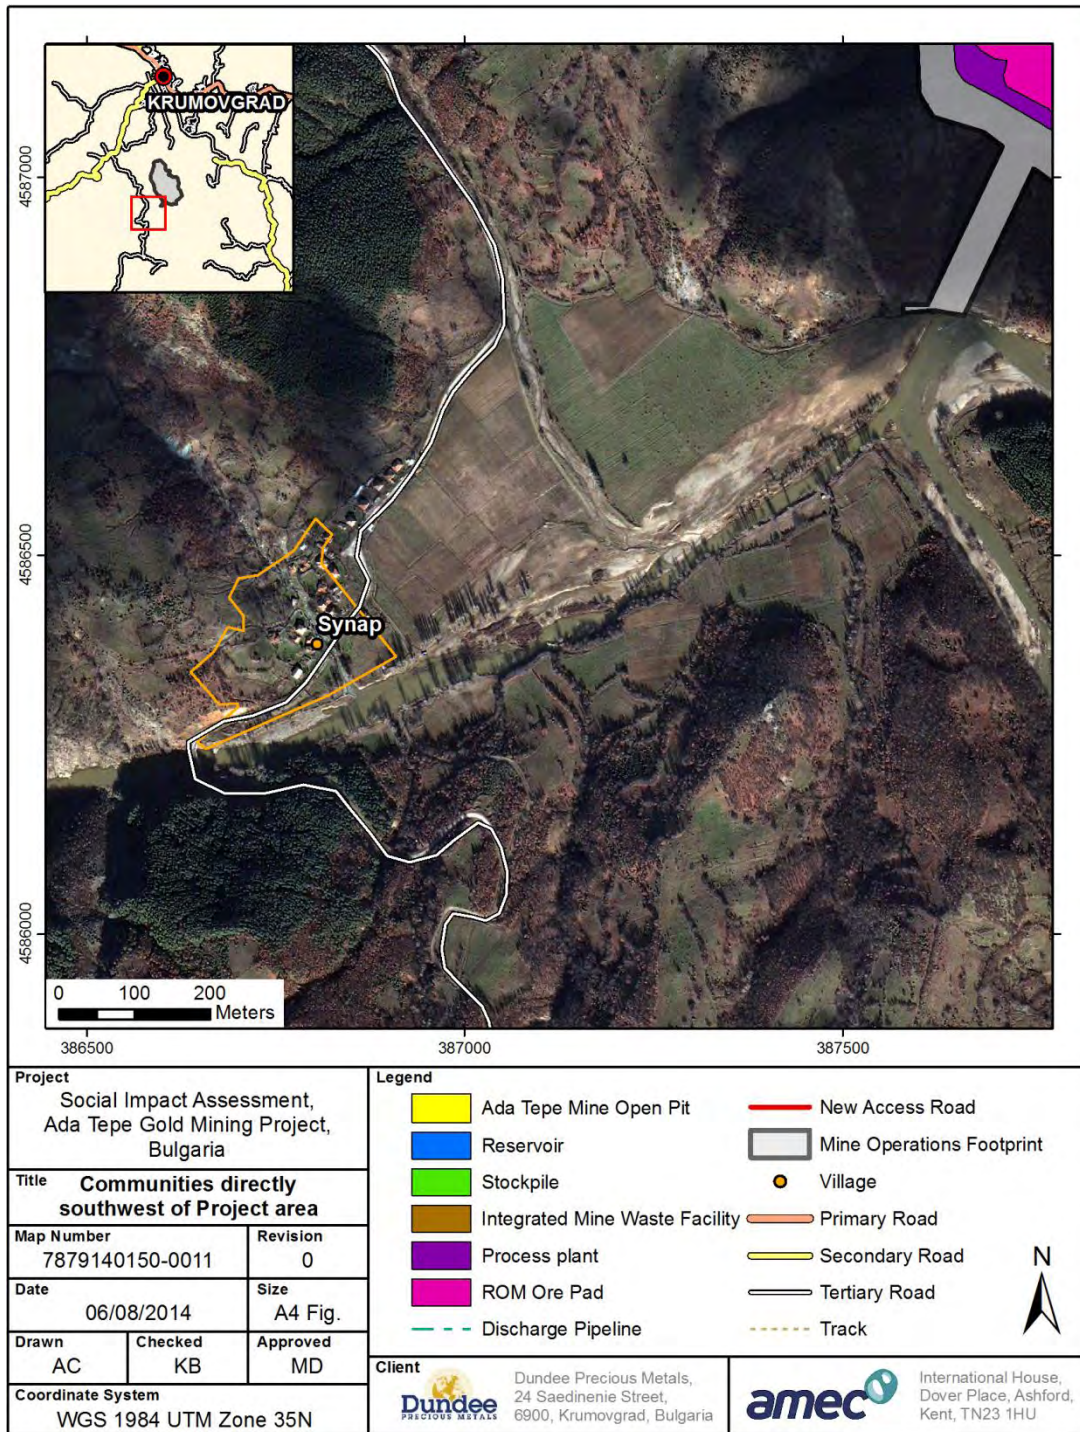 KRUMOVGRAD
4587000
4586500
4586000
Synap
0 100 200
Meters
386500 387000 387500
Project
Social Impact Assessment,
Ada Tepe Gold Mining Project,
Bulgaria
Title Communities directly
southwest of Project area
Map Number
7879140150-0011
Revision
0
Date
06/08/2014
Size
A4 Fig.
Drawn
AC
Checked
KB
Approved
MD
Coordinate System
WGS 1984 UTM Zone 35N
Legend
Ada Tepe Mine Open Pit
Reservoir
Stockpile
Integrated Mine Waste Facility
Process plant
ROM Ore Pad
Discharge Pipeline
New Access Road
Mine Operations Footprint
Village
Primary Road
Secondary Road
Tertiary Road
Track
N
Client
Dundee
PRECIOUS METALS
Dundee Precious Metals,
24 Saedinenie Street,
6900, Krumovgrad, Bulgaria
amec
International House,
Dover Place, Ashford,
Kent, TN23 1HU